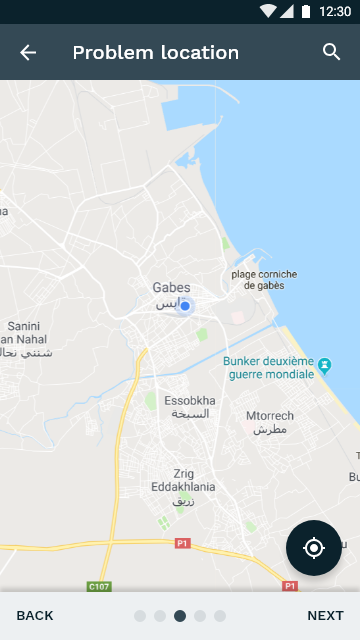 12:30
Problem location
plage corniche
de gabès
Gabes
قابس
Sanini
an Nahal
شنني نحال
Bunker deuxième
guerre mondiale
Essobkha
السبخة
Mtorrech
مطرش
Zrig
Eddakhlania
زريق
P1
C107
P1
BACK
NEXT